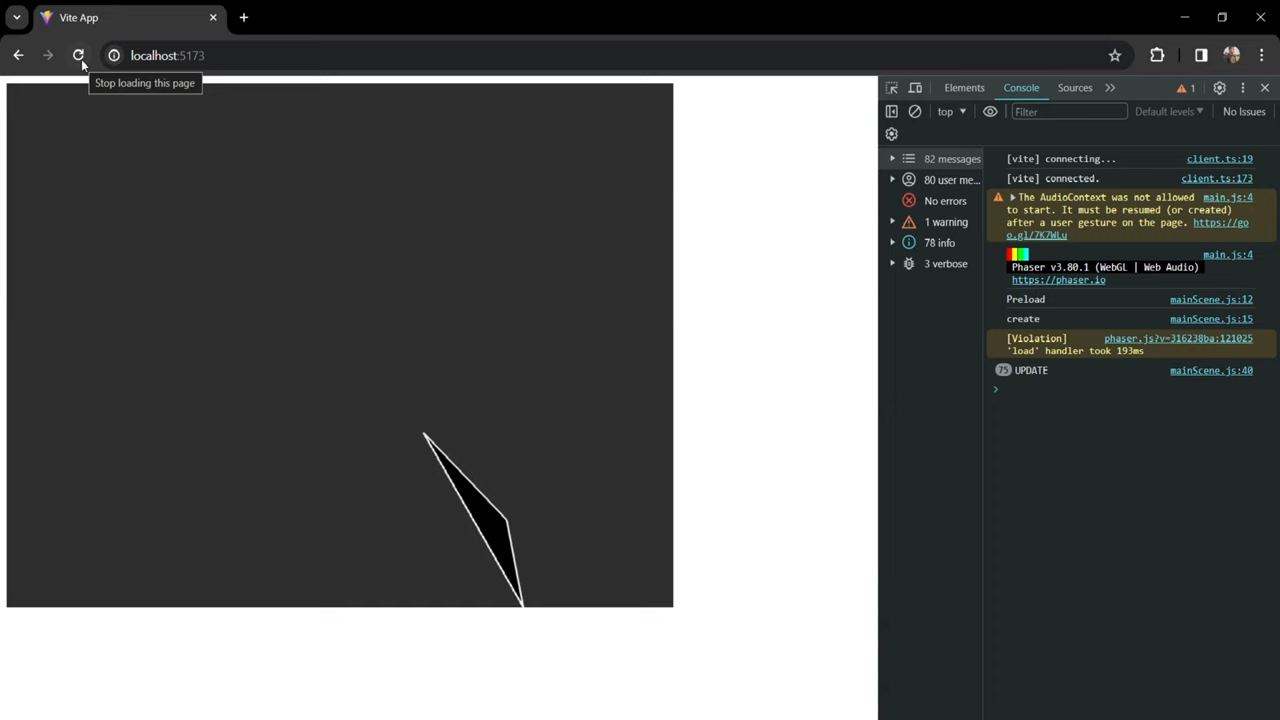 Vite App
localhost:5173
Stop loading this page
Elements
Console
Sources
1
top
Filter
Default levels
No Issues
82 messages
80 user me...
No errors
1 warning
78 info
3 verbose
[vite] connecting...
client.ts:19
[vite] connected.
client.ts:173
The AudioContext was not allowed main.js:4
to start. It must be resumed (or created)
after a user gesture on the page. https://go
o.gl/7K7WLu
main.js:4
Phaser v3.80.1 (WebGL | Web Audio)
https://phaser.io
Preload
mainScene.js:12
create
mainScene.js:15
[Violation]
phaser.js?v=316238ba:121025
'load' handler took 193ms
75 UPDATE
mainScene.js:40